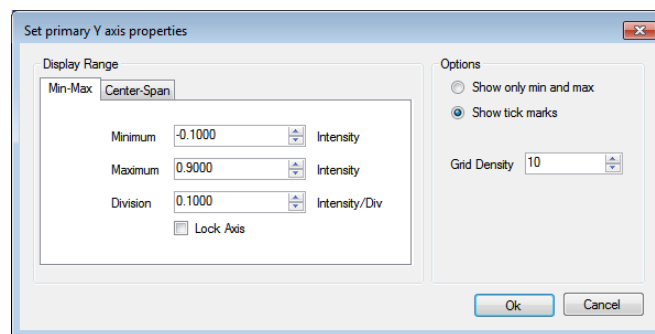 Set primary Y axis properties
Display Range
Min-Max Center-Span
Minimum -0.1000 Intensity
Maximum 0.9000 Intensity
Division 0.1000 Intensity/Div
Lock Axis
Options
Show only min and max
Show tick marks
Grid Density 10
Ok Cancel